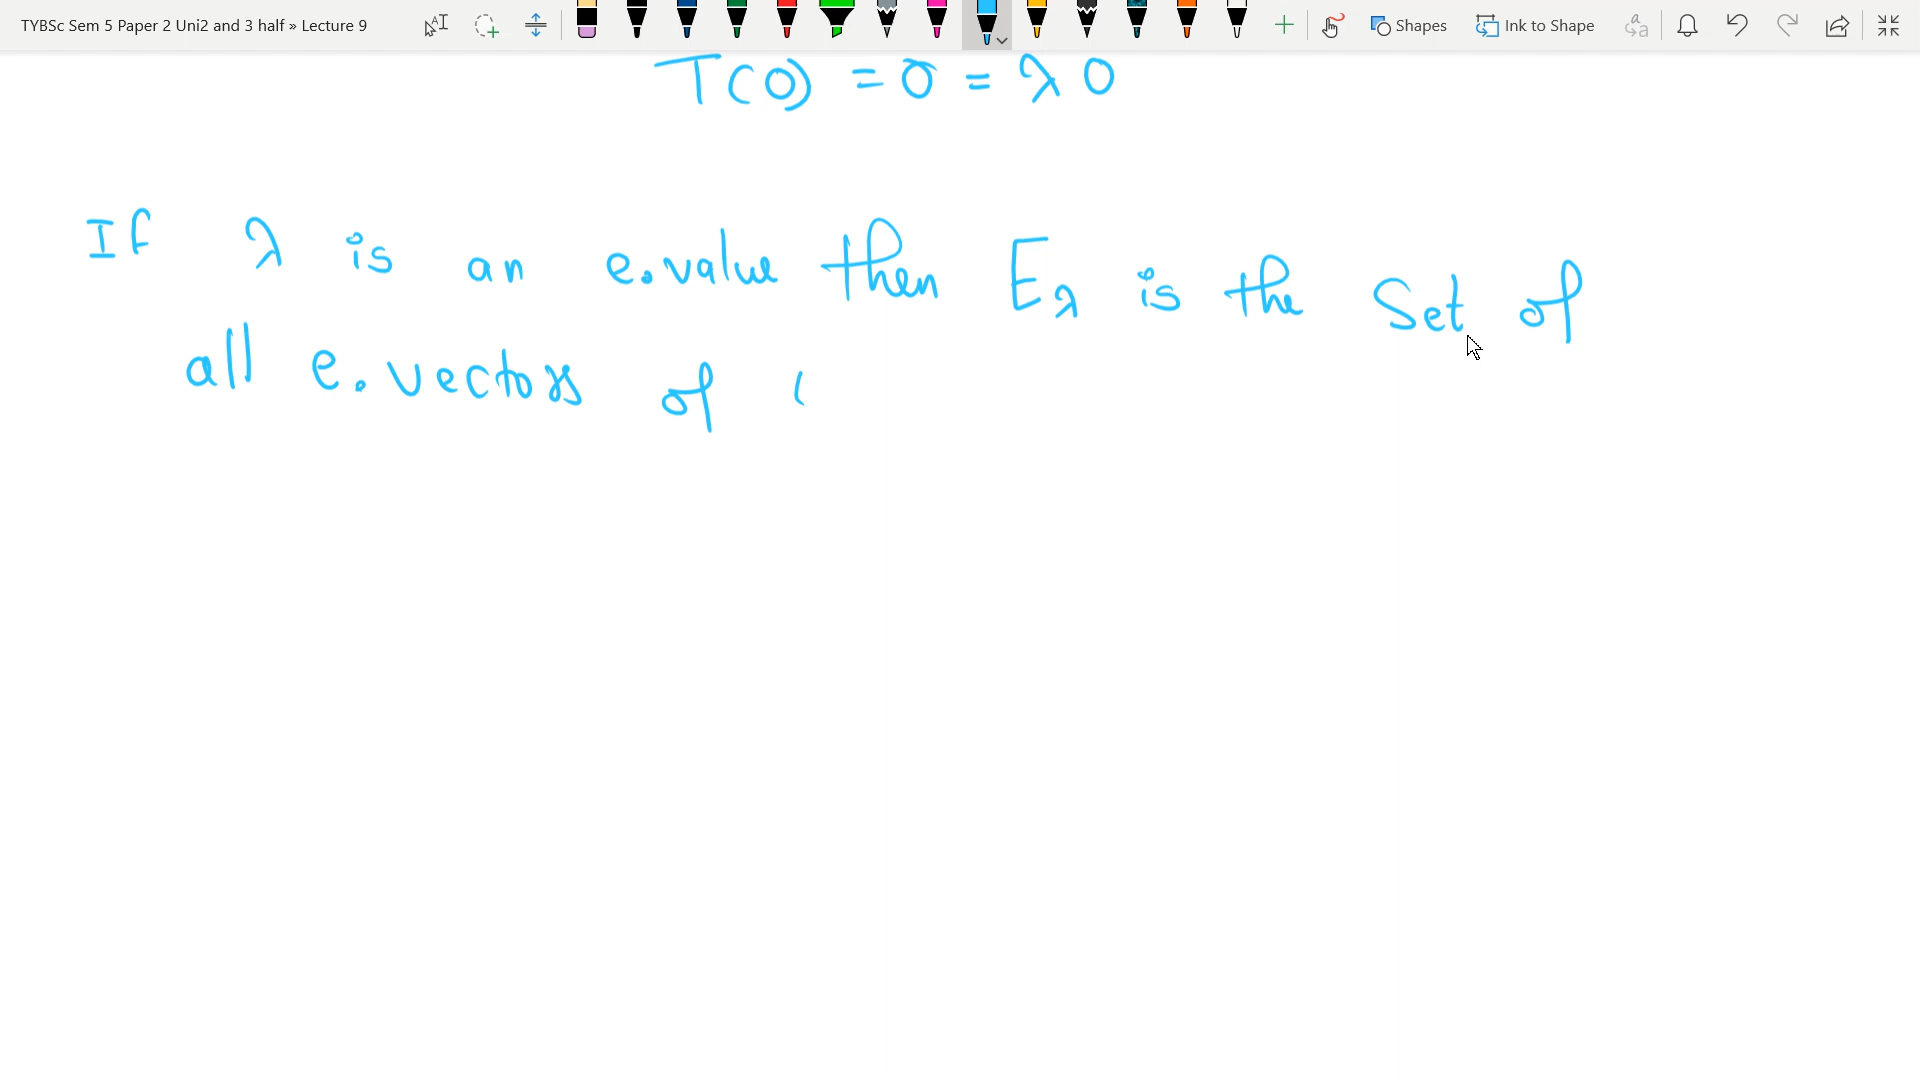 TYBSc Sem 5 Paper 2 Uni2 and 3 half » Lecture 9 Shapes Ink to Shape
T(0) = 0 = λ 0
If λ is an e.value then Eλ is the Set of
all e.vectors of (